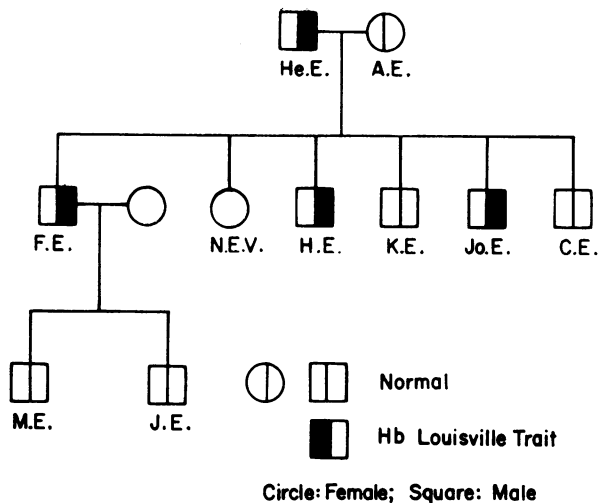 He.E. A.E.
F.E. N.E.V. H.E. K.E. Jo.E. C.E.
M.E. J.E. Normal
Hb Louisville Trait
Circle: Female; Square: Male